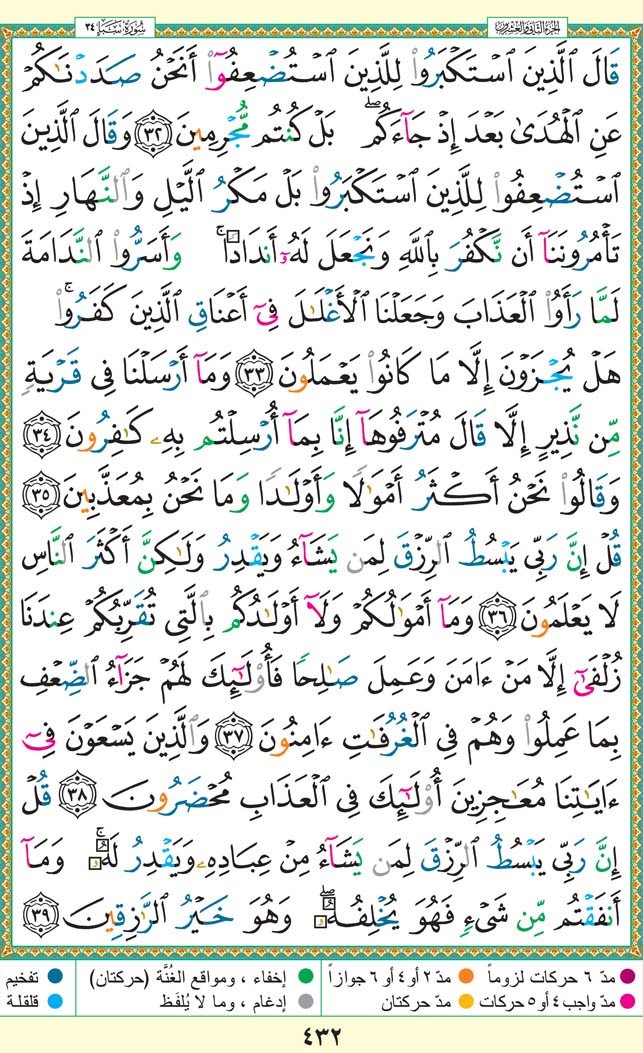 الجزء الثاني والعشرون
سُورَةُ سَبَإٍ ٣٤
قَالَ ٱلَّذِينَ ٱسْتَكْبَرُوا۟ لِلَّذِينَ ٱسْتُضْعِفُوٓا۟ أَنَحْنُ صَدَدْنَـٰكُمْ
عَنِ ٱلْهُدَىٰ بَعْدَ إِذْ جَآءَكُم ۖ بَلْ كُنتُم مُّجْرِمِينَ ٣٢ وَقَالَ ٱلَّذِينَ
ٱسْتُضْعِفُوا۟ لِلَّذِينَ ٱسْتَكْبَرُوا۟ بَلْ مَكْرُ ٱلَّيْلِ وَٱلنَّهَارِ إِذْ
تَأْمُرُونَنَآ أَن نَّكْفُرَ بِٱللَّهِ وَنَجْعَلَ لَهُۥٓ أَندَادًا ۚ وَأَسَرُّوا۟ ٱلنَّدَامَةَ
لَمَّا رَأَوُا۟ ٱلْعَذَابَ وَجَعَلْنَا ٱلْأَغْلَـٰلَ فِىٓ أَعْنَاقِ ٱلَّذِينَ كَفَرُوا۟ ۚ
هَلْ يُجْزَوْنَ إِلَّا مَا كَانُوا۟ يَعْمَلُونَ ٣٣ وَمَآ أَرْسَلْنَا فِى قَرْيَةٍ
مِّن نَّذِيرٍ إِلَّا قَالَ مُتْرَفُوهَآ إِنَّا بِمَآ أُرْسِلْتُم بِهِۦ كَـٰفِرُونَ ٣٤
وَقَالُوا۟ نَحْنُ أَكْثَرُ أَمْوَٰلًا وَأَوْلَـٰدًا وَمَا نَحْنُ بِمُعَذَّبِينَ ٣٥
قُلْ إِنَّ رَبِّى يَبْسُطُ ٱلرِّزْقَ لِمَن يَشَآءُ وَيَقْدِرُ وَلَـٰكِنَّ أَكْثَرَ ٱلنَّاسِ
لَا يَعْلَمُونَ ٣٦ وَمَآ أَمْوَٰلُكُمْ وَلَآ أَوْلَـٰدُكُم بِٱلَّتِى تُقَرِّبُكُمْ عِندَنَا
زُلْفَىٰٓ إِلَّا مَنْ ءَامَنَ وَعَمِلَ صَـٰلِحًا فَأُو۟لَـٰٓئِكَ لَهُمْ جَزَآءُ ٱلضِّعْفِ
بِمَا عَمِلُوا۟ وَهُمْ فِى ٱلْغُرُفَـٰتِ ءَامِنُونَ ٣٧ وَٱلَّذِينَ يَسْعَوْنَ فِىٓ
ءَايَـٰتِنَا مُعَـٰجِزِينَ أُو۟لَـٰٓئِكَ فِى ٱلْعَذَابِ مُحْضَرُونَ ٣٨ قُلْ
إِنَّ رَبِّى يَبْسُطُ ٱلرِّزْقَ لِمَن يَشَآءُ مِنْ عِبَادِهِۦ وَيَقْدِرُ لَهُۥ ۚ وَمَآ
أَنفَقْتُم مِّن شَىْءٍ فَهُوَ يُخْلِفُهُۥ ۖ وَهُوَ خَيْرُ ٱلرَّٰزِقِينَ ٣٩
مدّ ٦ حركات لزوماً مدّ ٢ أو ٤ أو ٦ جوازاً إخفاء ، ومواقع الغُنَّة (حركتان) تفخيم
مدّ واجب ٤ أو ٥ حركات مدّ حركتان إدغام ، وما لا يُلفَظ قلقلة
٤٣٢